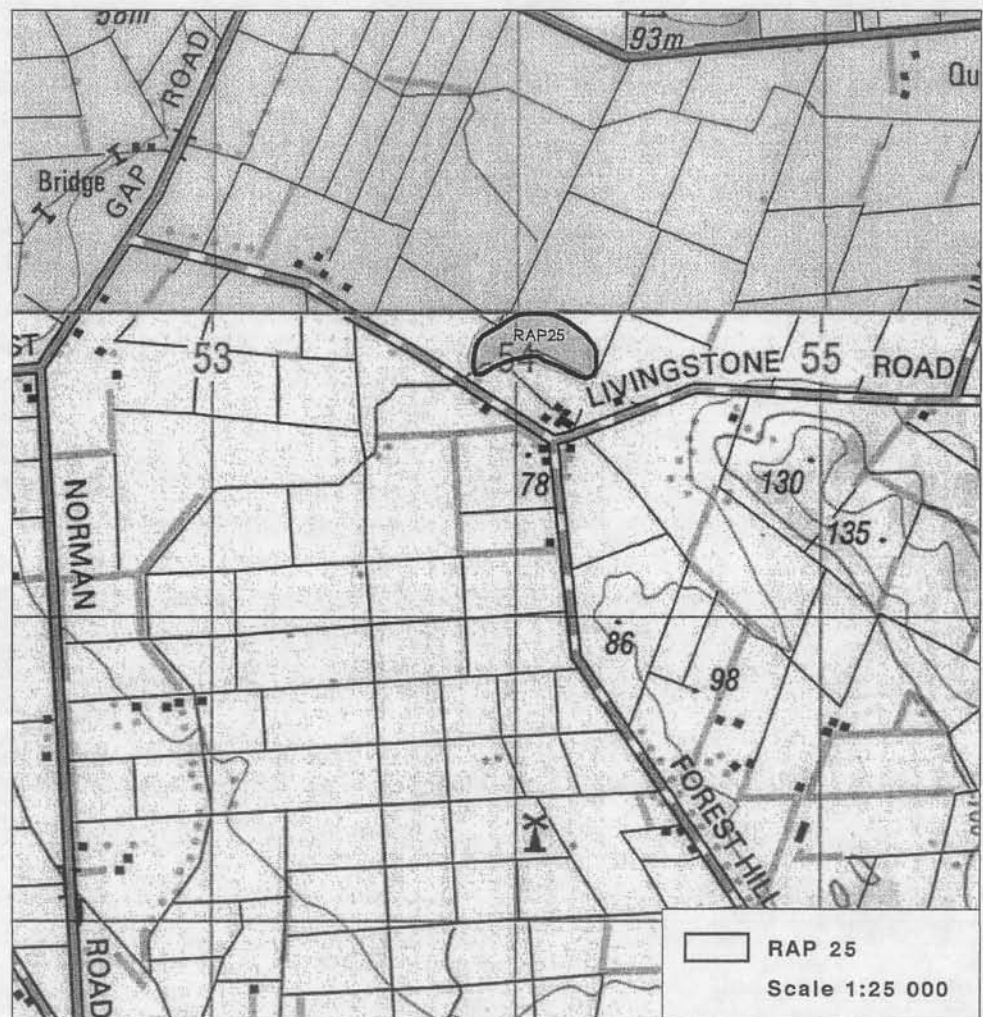 58m
93m
Qu
GAP ROAD
Bridge
ST
53
RAP25
54
LIVINGSTONE ROAD
55
78
130
135
NORMAN
86
98
FOREST HILL
ROAD
RAP 25
Scale 1:25 000